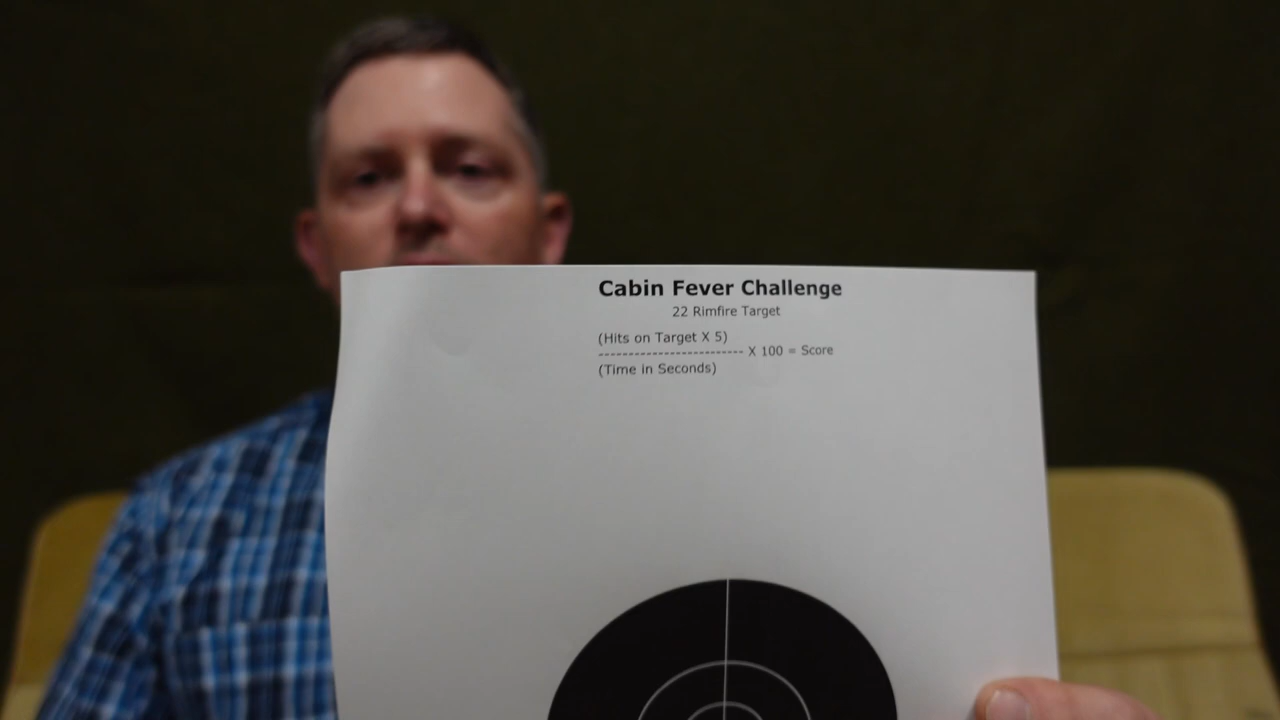 Cabin Fever Challenge
22 Rimfire Target
(Hits on Target X 5)
------------------------- X 100 = Score
(Time in Seconds)